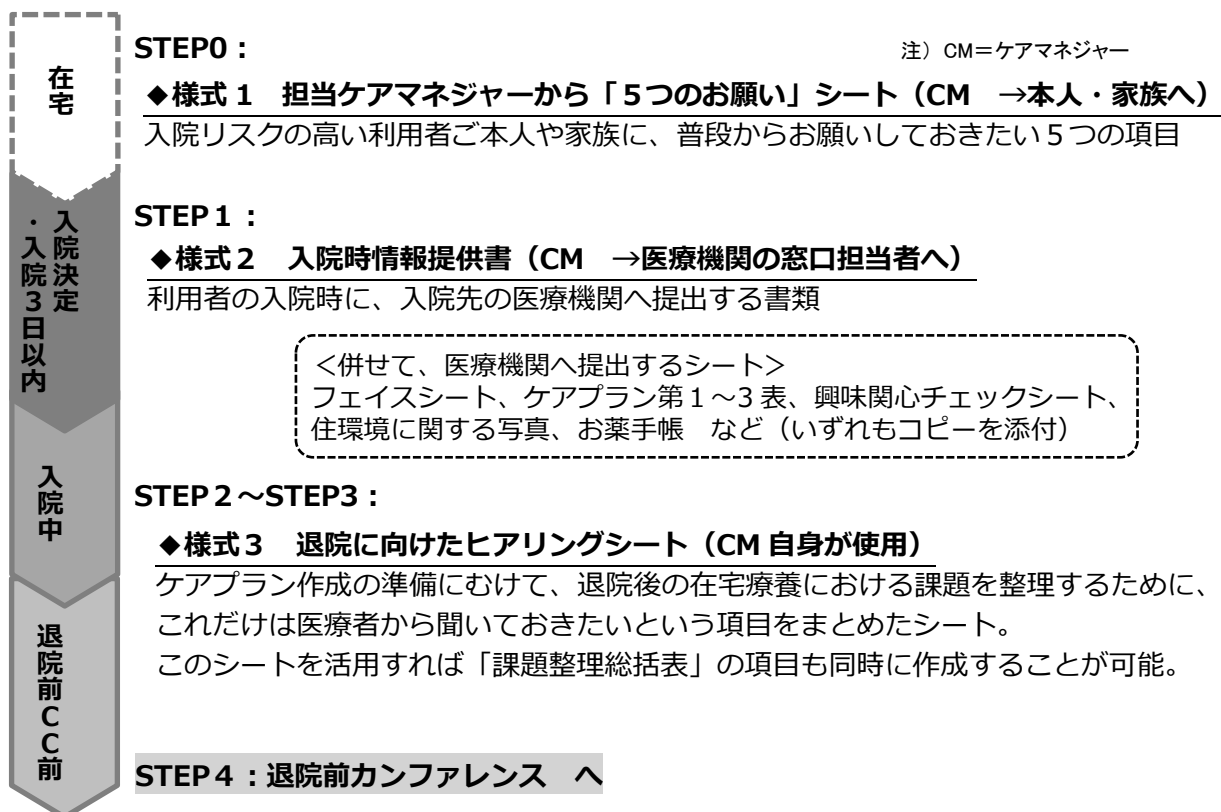 在宅
STEP0：
注）CM＝ケアマネジャー
◆様式１　担当ケアマネジャーから「５つのお願い」シート（CM　→本人・家族へ）
入院リスクの高い利用者ご本人や家族に、普段からお願いしておきたい５つの項目
入院決定
・入院３日以内
STEP１：
◆様式２　入院時情報提供書（CM　→医療機関の窓口担当者へ）
利用者の入院時に、入院先の医療機関へ提出する書類
＜併せて、医療機関へ提出するシート＞
フェイスシート、ケアプラン第１～3 表、興味関心チェックシート、
住環境に関する写真、お薬手帳　など（いずれもコピーを添付）
入院中
STEP２～STEP3：
◆様式３　退院に向けたヒアリングシート（CM 自身が使用）
ケアプラン作成の準備にむけて、退院後の在宅療養における課題を整理するために、
これだけは医療者から聞いておきたいという項目をまとめたシート。
このシートを活用すれば「課題整理総括表」の項目も同時に作成することが可能。
退院前ＣＣ前
STEP４：退院前カンファレンス　へ